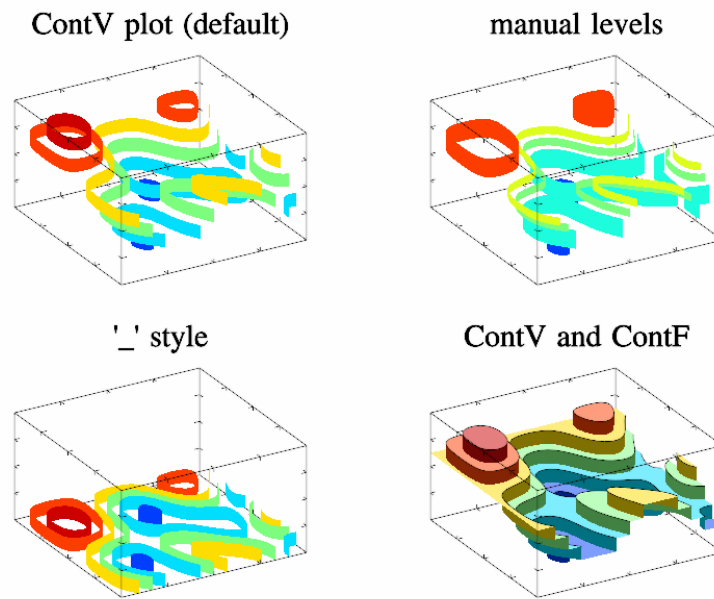 ContV plot (default)
manual levels
'_' style
ContV and ContF